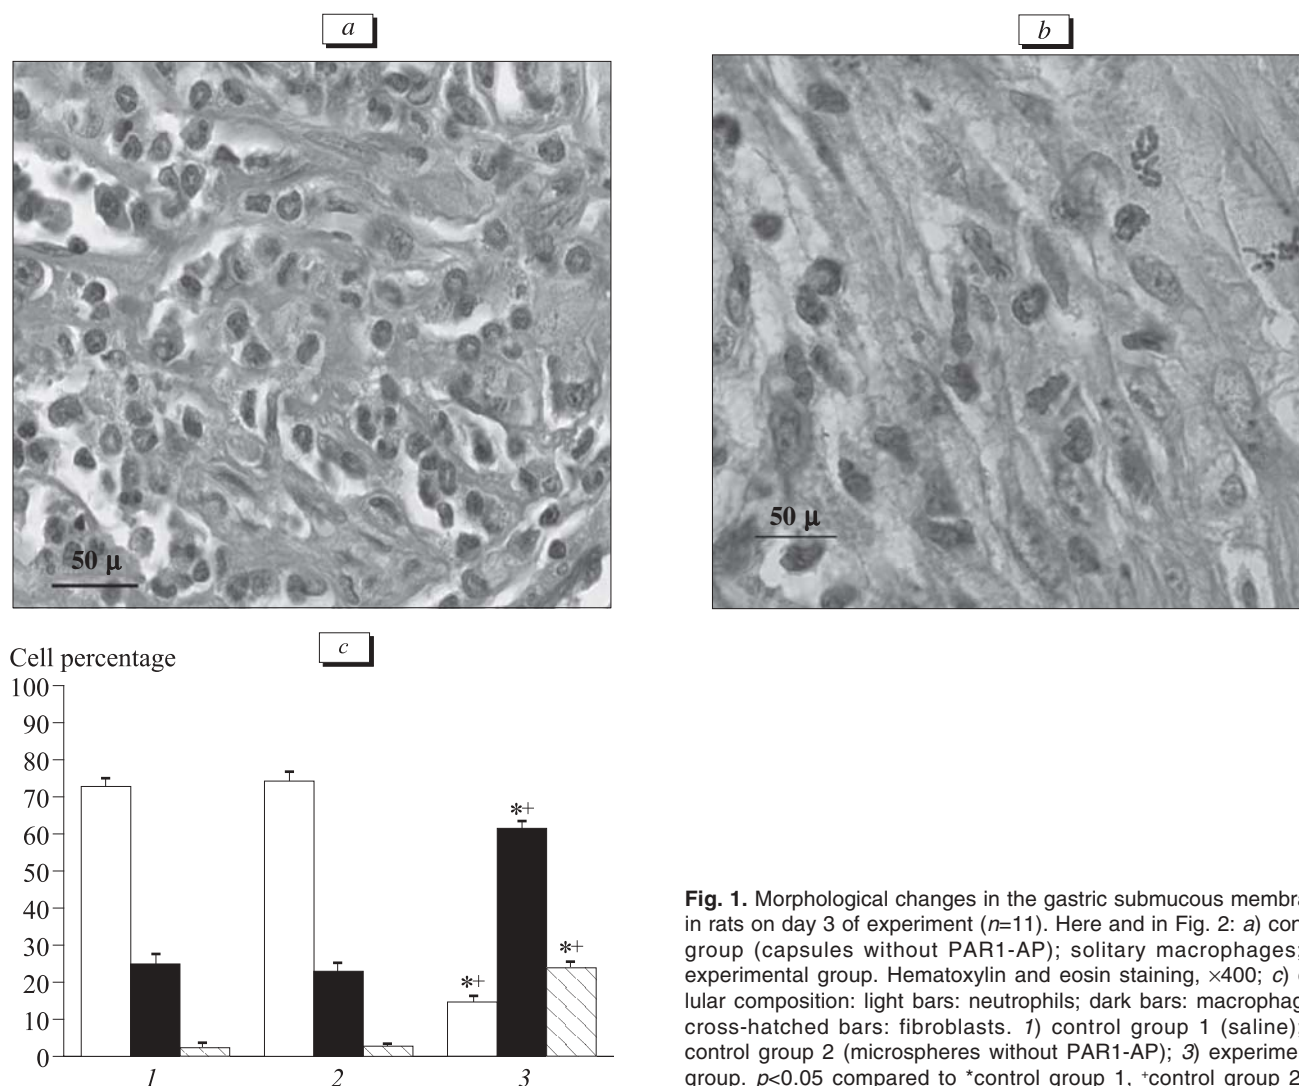 a
b
50 μ
50 μ
c
Cell percentage
100
90
80
70
60
50
40
30
20
10
0
*+
*+
*+
1 2 3
Fig. 1. Morphological changes in the gastric submucous
in rats on day 3 of experiment (n=11). Here and in Fig. 2: a)
group (capsules without PAR1-AP); solitary macrophages;
experimental group. Hematoxylin and eosin staining, ×400; c)
lular composition: light bars: neutrophils; dark bars:
cross-hatched bars: fibroblasts. 1) control group 1 (saline);
control group 2 (microspheres without PAR1-AP); 3)
group. p<0.05 compared to *control group 1, +control group 2